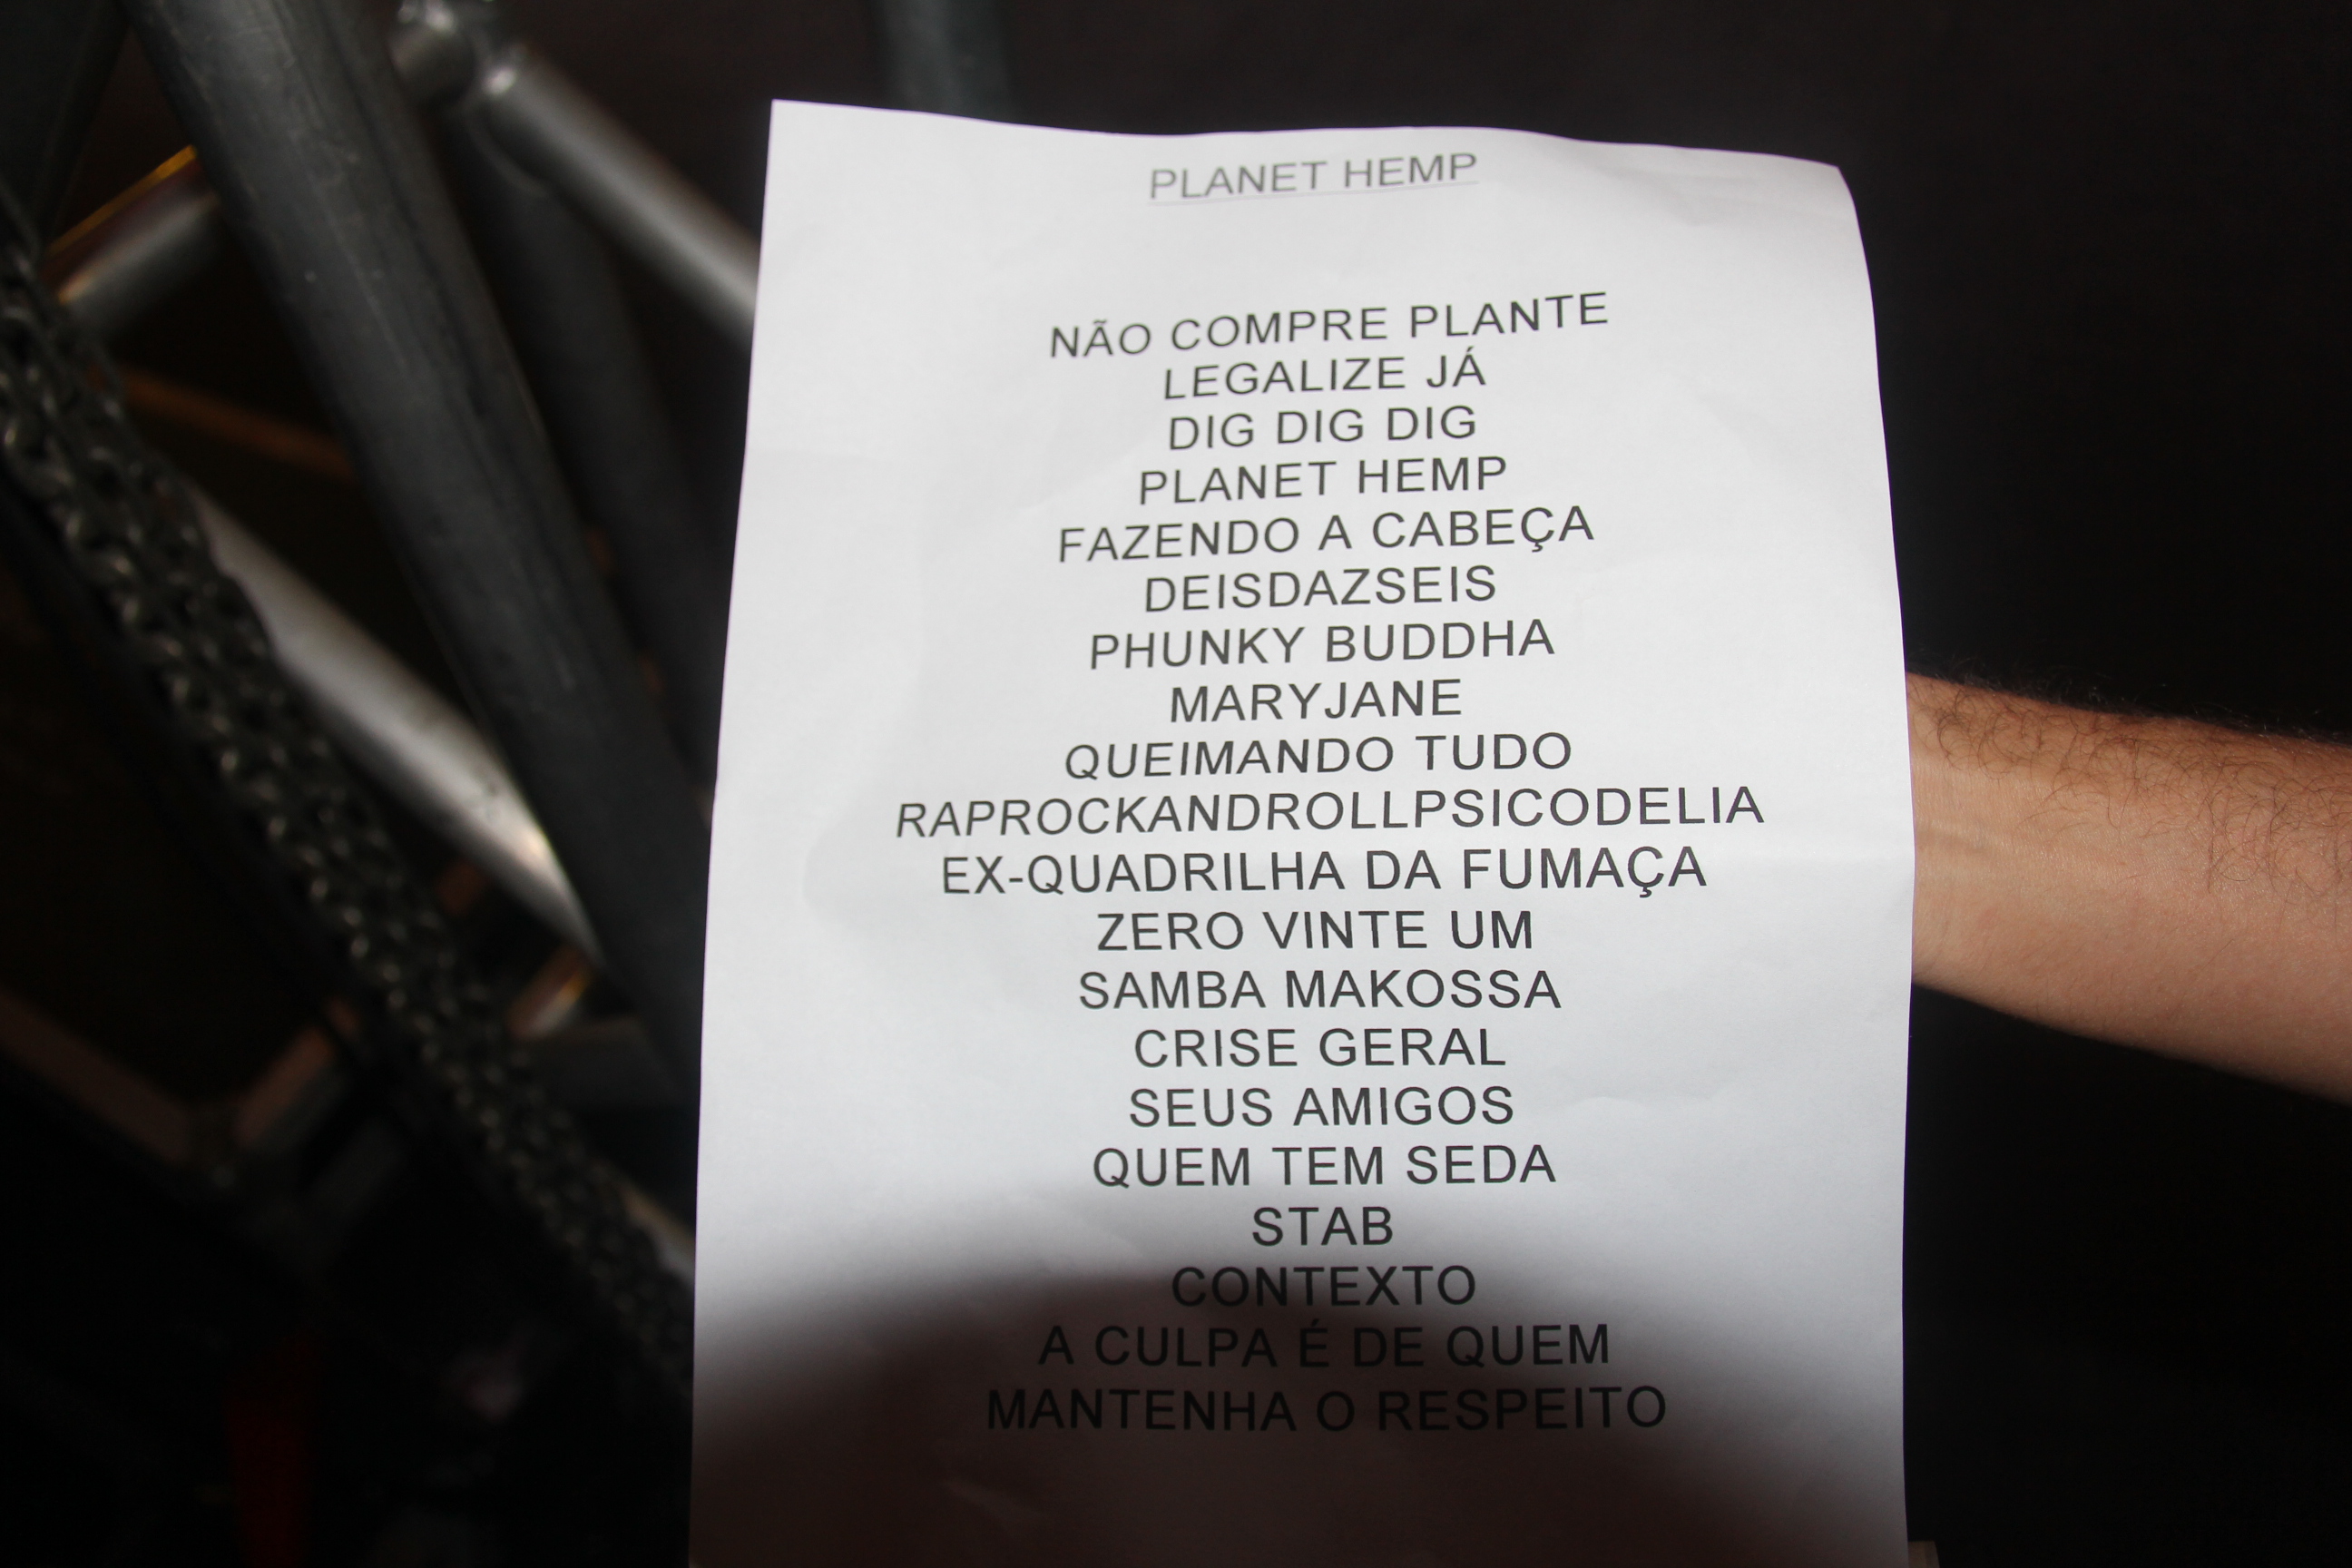 PLANET HEMP
NÃO COMPRE PLANTE
LEGALIZE JÁ
DIG DIG DIG
PLANET HEMP
FAZENDO A CABEÇA
DEISDAZSEIS
PHUNKY BUDDHA
MARYJANE
QUEIMANDO TUDO
RAPROCKANDROLLPSICODELIA
EX-QUADRILHA DA FUMAÇA
ZERO VINTE UM
SAMBA MAKOSSA
CRISE GERAL
SEUS AMIGOS
QUEM TEM SEDA
STAB
CONTEXTO
A CULPA É DE QUEM
MANTENHA O RESPEITO